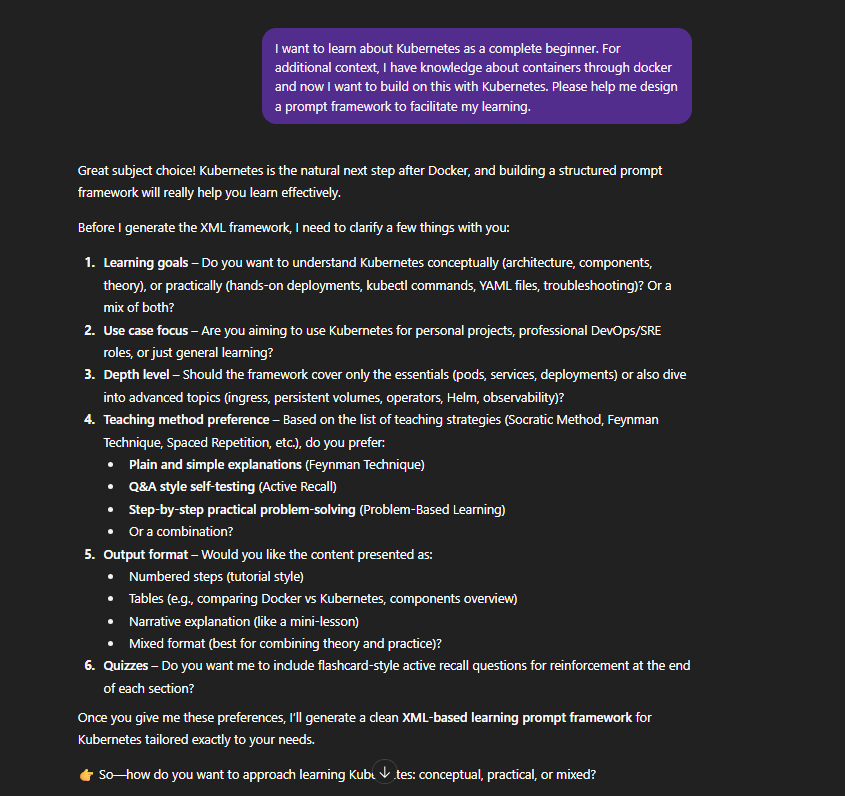 I want to learn about Kubernetes as a complete beginner. For
additional context, I have knowledge about containers through docker
and now I want to build on this with Kubernetes. Please help me design
a prompt framework to facilitate my learning.
Great subject choice! Kubernetes is the natural next step after Docker, and building a structured prompt
framework will really help you learn effectively.
Before I generate the XML framework, I need to clarify a few things with you:
1. Learning goals – Do you want to understand Kubernetes conceptually (architecture, components,
theory), or practically (hands-on deployments, kubectl commands, YAML files, troubleshooting)? Or a
mix of both?
2. Use case focus – Are you aiming to use Kubernetes for personal projects, professional DevOps/SRE
roles, or just general learning?
3. Depth level – Should the framework cover only the essentials (pods, services, deployments) or also dive
into advanced topics (ingress, persistent volumes, operators, Helm, observability)?
4. Teaching method preference – Based on the list of teaching strategies (Socratic Method, Feynman
Technique, Spaced Repetition, etc.), do you prefer:
• Plain and simple explanations (Feynman Technique)
• Q&A style self-testing (Active Recall)
• Step-by-step practical problem-solving (Problem-Based Learning)
• Or a combination?
5. Output format – Would you like the content presented as:
• Numbered steps (tutorial style)
• Tables (e.g., comparing Docker vs Kubernetes, components overview)
• Narrative explanation (like a mini-lesson)
• Mixed format (best for combining theory and practice)?
6. Quizzes – Do you want me to include flashcard-style active recall questions for reinforcement at the end
of each section?
Once you give me these preferences, I'll generate a clean XML-based learning prompt framework for
Kubernetes tailored exactly to your needs.
👉 So—how do you want to approach learning Kub tes: conceptual, practical, or mixed?